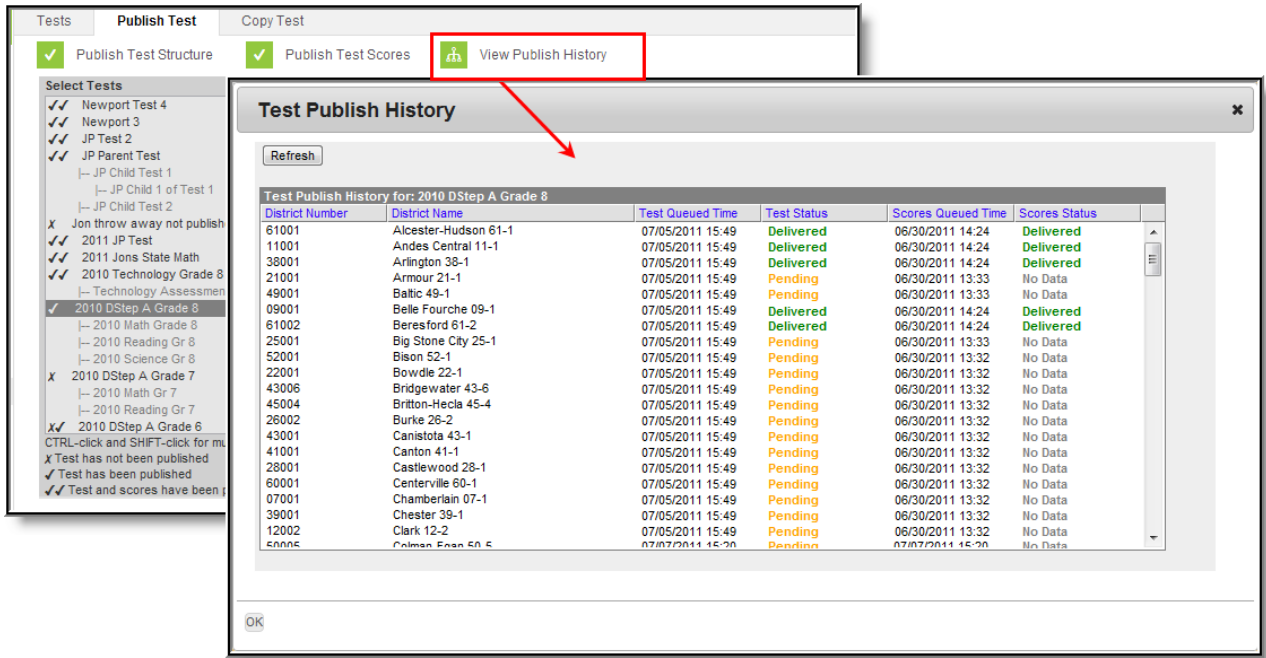 Tests Publish Test Copy Test
✓ Publish Test Structure ✓ Publish Test Scores View Publish History
Select Tests
✓✓ Newport Test 4
✓✓ Newport 3
✓✓ JP Test 2
✓✓ JP Parent Test
|-- JP Child Test 1
|-- JP Child 1 of Test 1
|-- JP Child Test 2
X Jon throw away not publish
✓✓ 2011 JP Test
✓✓ 2011 Jons State Math
✓✓ 2010 Technology Grade 8
|-- Technology Assessmen
✓ 2010 DStep A Grade 8
|-- 2010 Math Grade 8
|-- 2010 Reading Gr 8
|-- 2010 Science Gr 8
X 2010 DStep A Grade 7
|-- 2010 Math Gr 7
|-- 2010 Reading Gr 7
X✓ 2010 DStep A Grade 6
CTRL-click and SHIFT-click for mu
X Test has not been published
✓ Test has been published
✓✓ Test and scores have been p
Test Publish History
Refresh
Test Publish History for: 2010 DStep A Grade 8
District Number District Name Test Queued Time Test Status Scores Queued Time Scores Status
61001 Alcester-Hudson 61-1 07/05/2011 15:49 Delivered 06/30/2011 14:24 Delivered
11001 Andes Central 11-1 07/05/2011 15:49 Delivered 06/30/2011 14:24 Delivered
38001 Arlington 38-1 07/05/2011 15:49 Delivered 06/30/2011 14:24 Delivered
21001 Armour 21-1 07/05/2011 15:49 Pending 06/30/2011 13:33 No Data
49001 Baltic 49-1 07/05/2011 15:49 Pending 06/30/2011 13:33 No Data
09001 Belle Fourche 09-1 07/05/2011 15:49 Delivered 06/30/2011 14:24 Delivered
61002 Beresford 61-2 07/05/2011 15:49 Delivered 06/30/2011 14:24 Delivered
25001 Big Stone City 25-1 07/05/2011 15:49 Pending 06/30/2011 13:33 No Data
52001 Bison 52-1 07/05/2011 15:49 Pending 06/30/2011 13:32 No Data
22001 Bowdle 22-1 07/05/2011 15:49 Pending 06/30/2011 13:32 No Data
43006 Bridgewater 43-6 07/05/2011 15:49 Pending 06/30/2011 13:32 No Data
45004 Britton-Hecla 45-4 07/05/2011 15:49 Pending 06/30/2011 13:32 No Data
26002 Burke 26-2 07/05/2011 15:49 Pending 06/30/2011 13:32 No Data
43001 Canistota 43-1 07/05/2011 15:49 Pending 06/30/2011 13:32 No Data
41001 Canton 41-1 07/05/2011 15:49 Pending 06/30/2011 13:32 No Data
28001 Castlewood 28-1 07/05/2011 15:49 Pending 06/30/2011 13:32 No Data
60001 Centerville 60-1 07/05/2011 15:49 Pending 06/30/2011 13:32 No Data
07001 Chamberlain 07-1 07/05/2011 15:49 Pending 06/30/2011 13:32 No Data
39001 Chester 39-1 07/05/2011 15:49 Pending 06/30/2011 13:32 No Data
12002 Clark 12-2 07/05/2011 15:49 Pending 06/30/2011 13:32 No Data
50005 Colman-Egan 50-5 07/07/2011 15:20 Pending 07/07/2011 15:20 No Data
OK